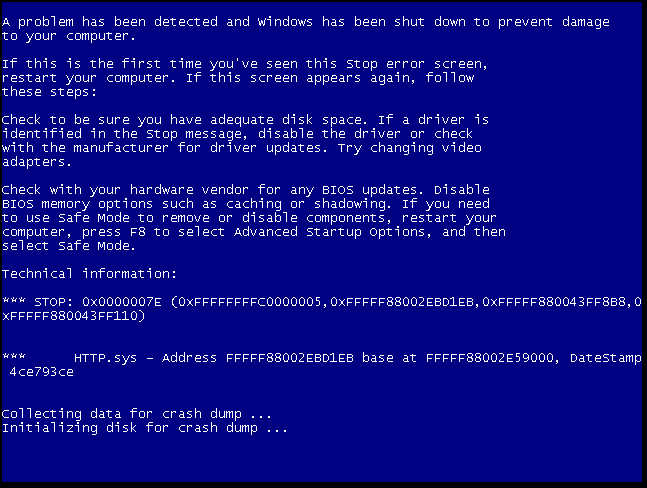 A problem has been detected and Windows has been shut down to prevent damage
to your computer.
If this is the first time you've seen this Stop error screen,
restart your computer. If this screen appears again, follow
these steps:
Check to be sure you have adequate disk space. If a driver is
identified in the Stop message, disable the driver or check
with the manufacturer for driver updates. Try changing video
adapters.
Check with your hardware vendor for any BIOS updates. Disable
BIOS memory options such as caching or shadowing. If you need
to use Safe Mode to remove or disable components, restart your
computer, press F8 to select Advanced Startup Options, and then
select Safe Mode.
Technical information:
*** STOP: 0x0000007E (0xFFFFFFFFC0000005,0xFFFFF88002EBD1EB,0xFFFFF880043FF8B8,0
xFFFFF880043FF110)
*** HTTP.sys – Address FFFFF88002EBD1EB base at FFFFF88002E59000, DateStamp
4ce793ce
Collecting data for crash dump ...
Initializing disk for crash dump ...